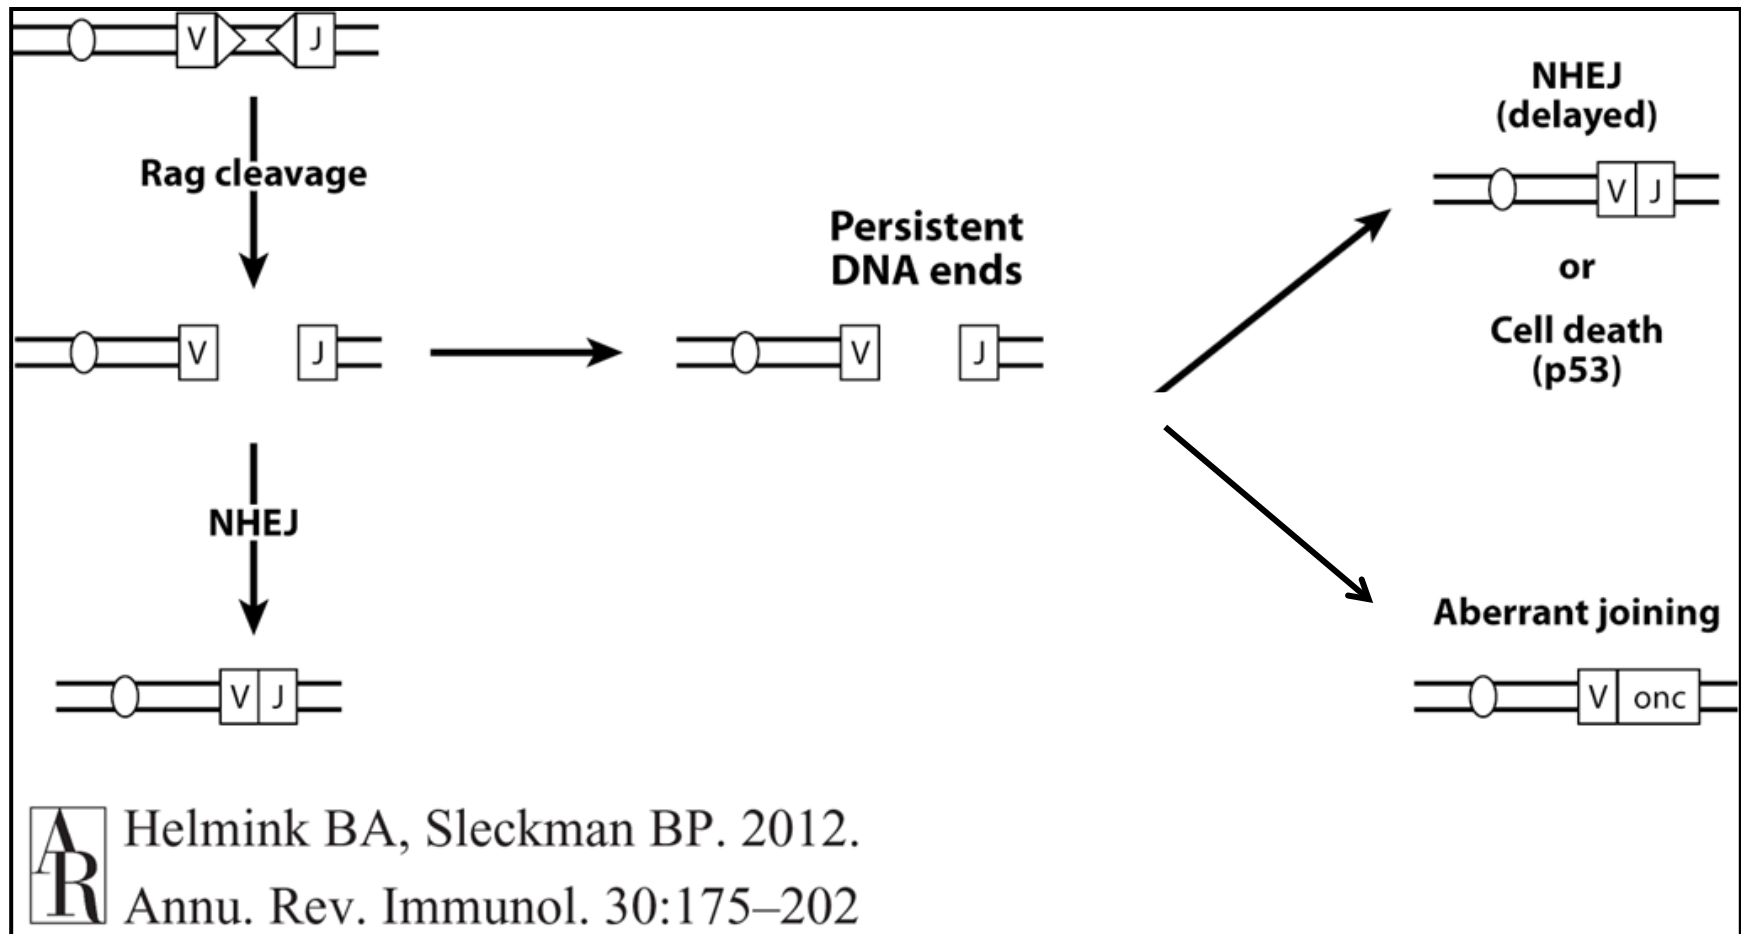 V J
Rag cleavage
V J
NHEJ
V J
Persistent
DNA ends
V J
NHEJ
(delayed)
V J
or
Cell death
(p53)
Aberrant joining
V onc
AR
Helmink BA, Sleckman BP. 2012.
Annu. Rev. Immunol. 30:175–202